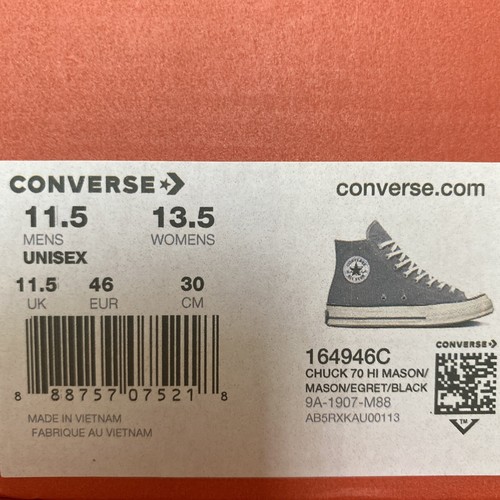 CONVERSE
converse.com
11.5 13.5
MENS WOMENS
UNISEX
11.5 46 30
UK EUR CM
8 88757 07521 8
MADE IN VIETNAM
FABRIQUE AU VIETNAM
164946C
CHUCK 70 HI MASON/
MASON/EGRET/BLACK
9A-1907-M88
AB5RXKAU00113
CONVERSE